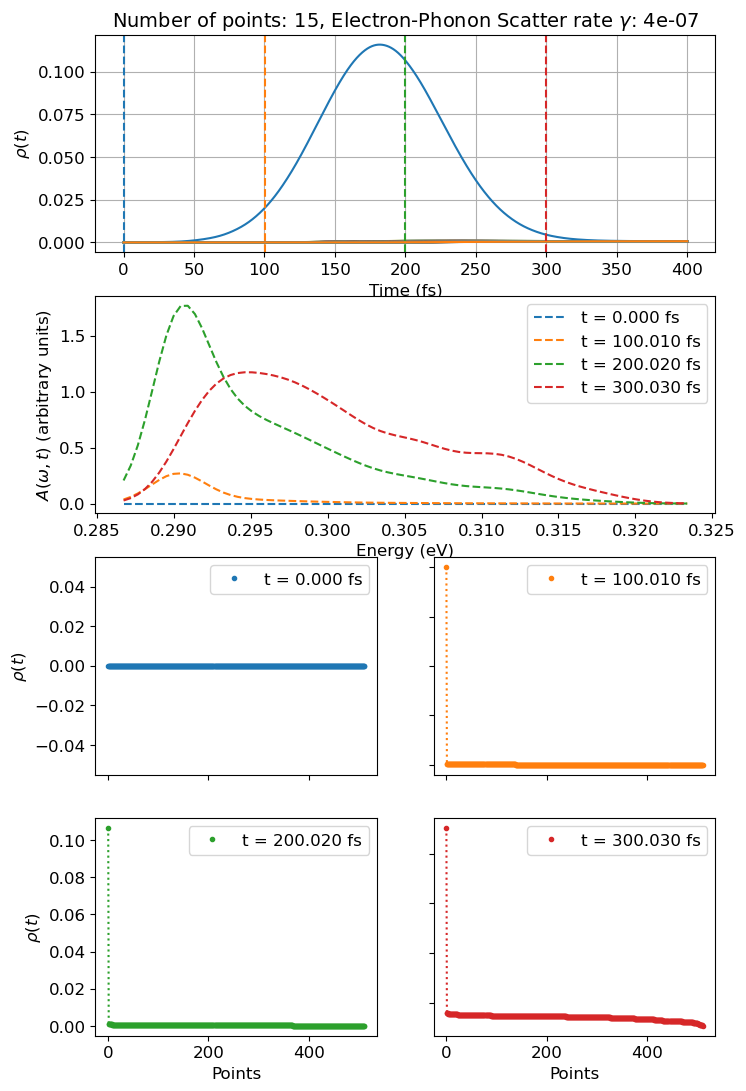 Number of points: 15, Electron-Phonon Scatter rate γ: 4e-07
ρ(t)
0.100
0.075
0.050
0.025
0.000
0 50 100 150 200 250 300 350 400
Time (fs)
A(ω, t) (arbitrary units)
1.5
1.0
0.5
0.0
t = 0.000 fs
t = 100.010 fs
t = 200.020 fs
t = 300.030 fs
0.285 0.290 0.295 0.300 0.305 0.310 0.315 0.320 0.325
Energy (eV)
ρ(t)
0.04
0.02
0.00
−0.02
−0.04
t = 0.000 fs
t = 100.010 fs
ρ(t)
0.10
0.08
0.06
0.04
0.02
0.00
t = 200.020 fs
0 200 400
Points
t = 300.030 fs
0 200 400
Points